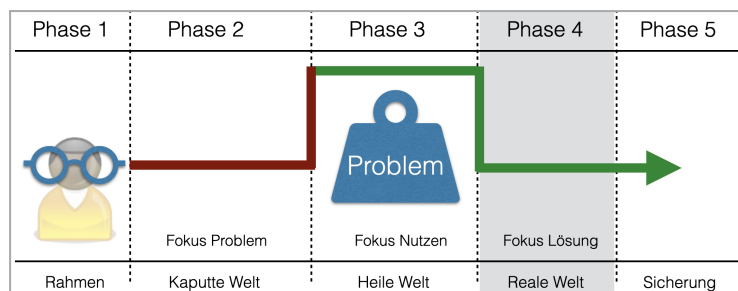 Phase 1 Phase 2 Phase 3 Phase 4 Phase 5
Problem
Fokus Problem Fokus Nutzen Fokus Lösung
Rahmen Kaputte Welt Heile Welt Reale Welt Sicherung